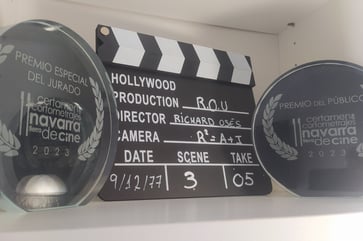 PREMIO ESPECIAL
DEL JURADO
certamen
cortometrajes
navarra
tierra de cine
2023
HOLLYWOOD
PRODUCTION R.O.U
DIRECTOR RICHARD OSÉS
CAMERA R²=A+I
DATE SCENE TAKE
9/12/77 3 05
PREMIO DEL PÚBLICO
certamen
cortometrajes
navarra
tierra de cine
2023